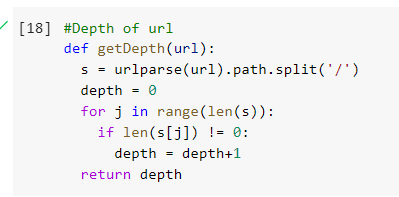 [18] #Depth of url
def getDepth(url):
  s = urlparse(url).path.split('/')
  depth = 0
  for j in range(len(s)):
    if len(s[j]) != 0:
      depth = depth+1
  return depth